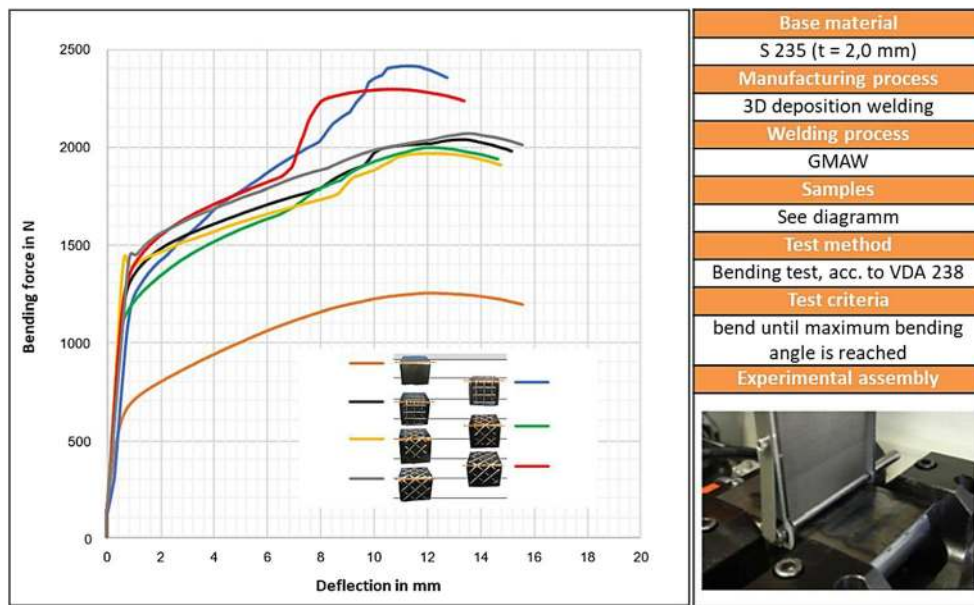 2500
2000
1500
1000
500
0
0
2
4
6
8
10
12
14
16
18
20
Bending force in N
Deflection in mm
Base material
S 235 (t = 2,0 mm)
Manufacturing process
3D deposition welding
Welding process
GMAW
Samples
See diagramm
Test method
Bending test, acc. to VDA 238
Test criteria
bend until maximum bending
angle is reached
Experimental assembly